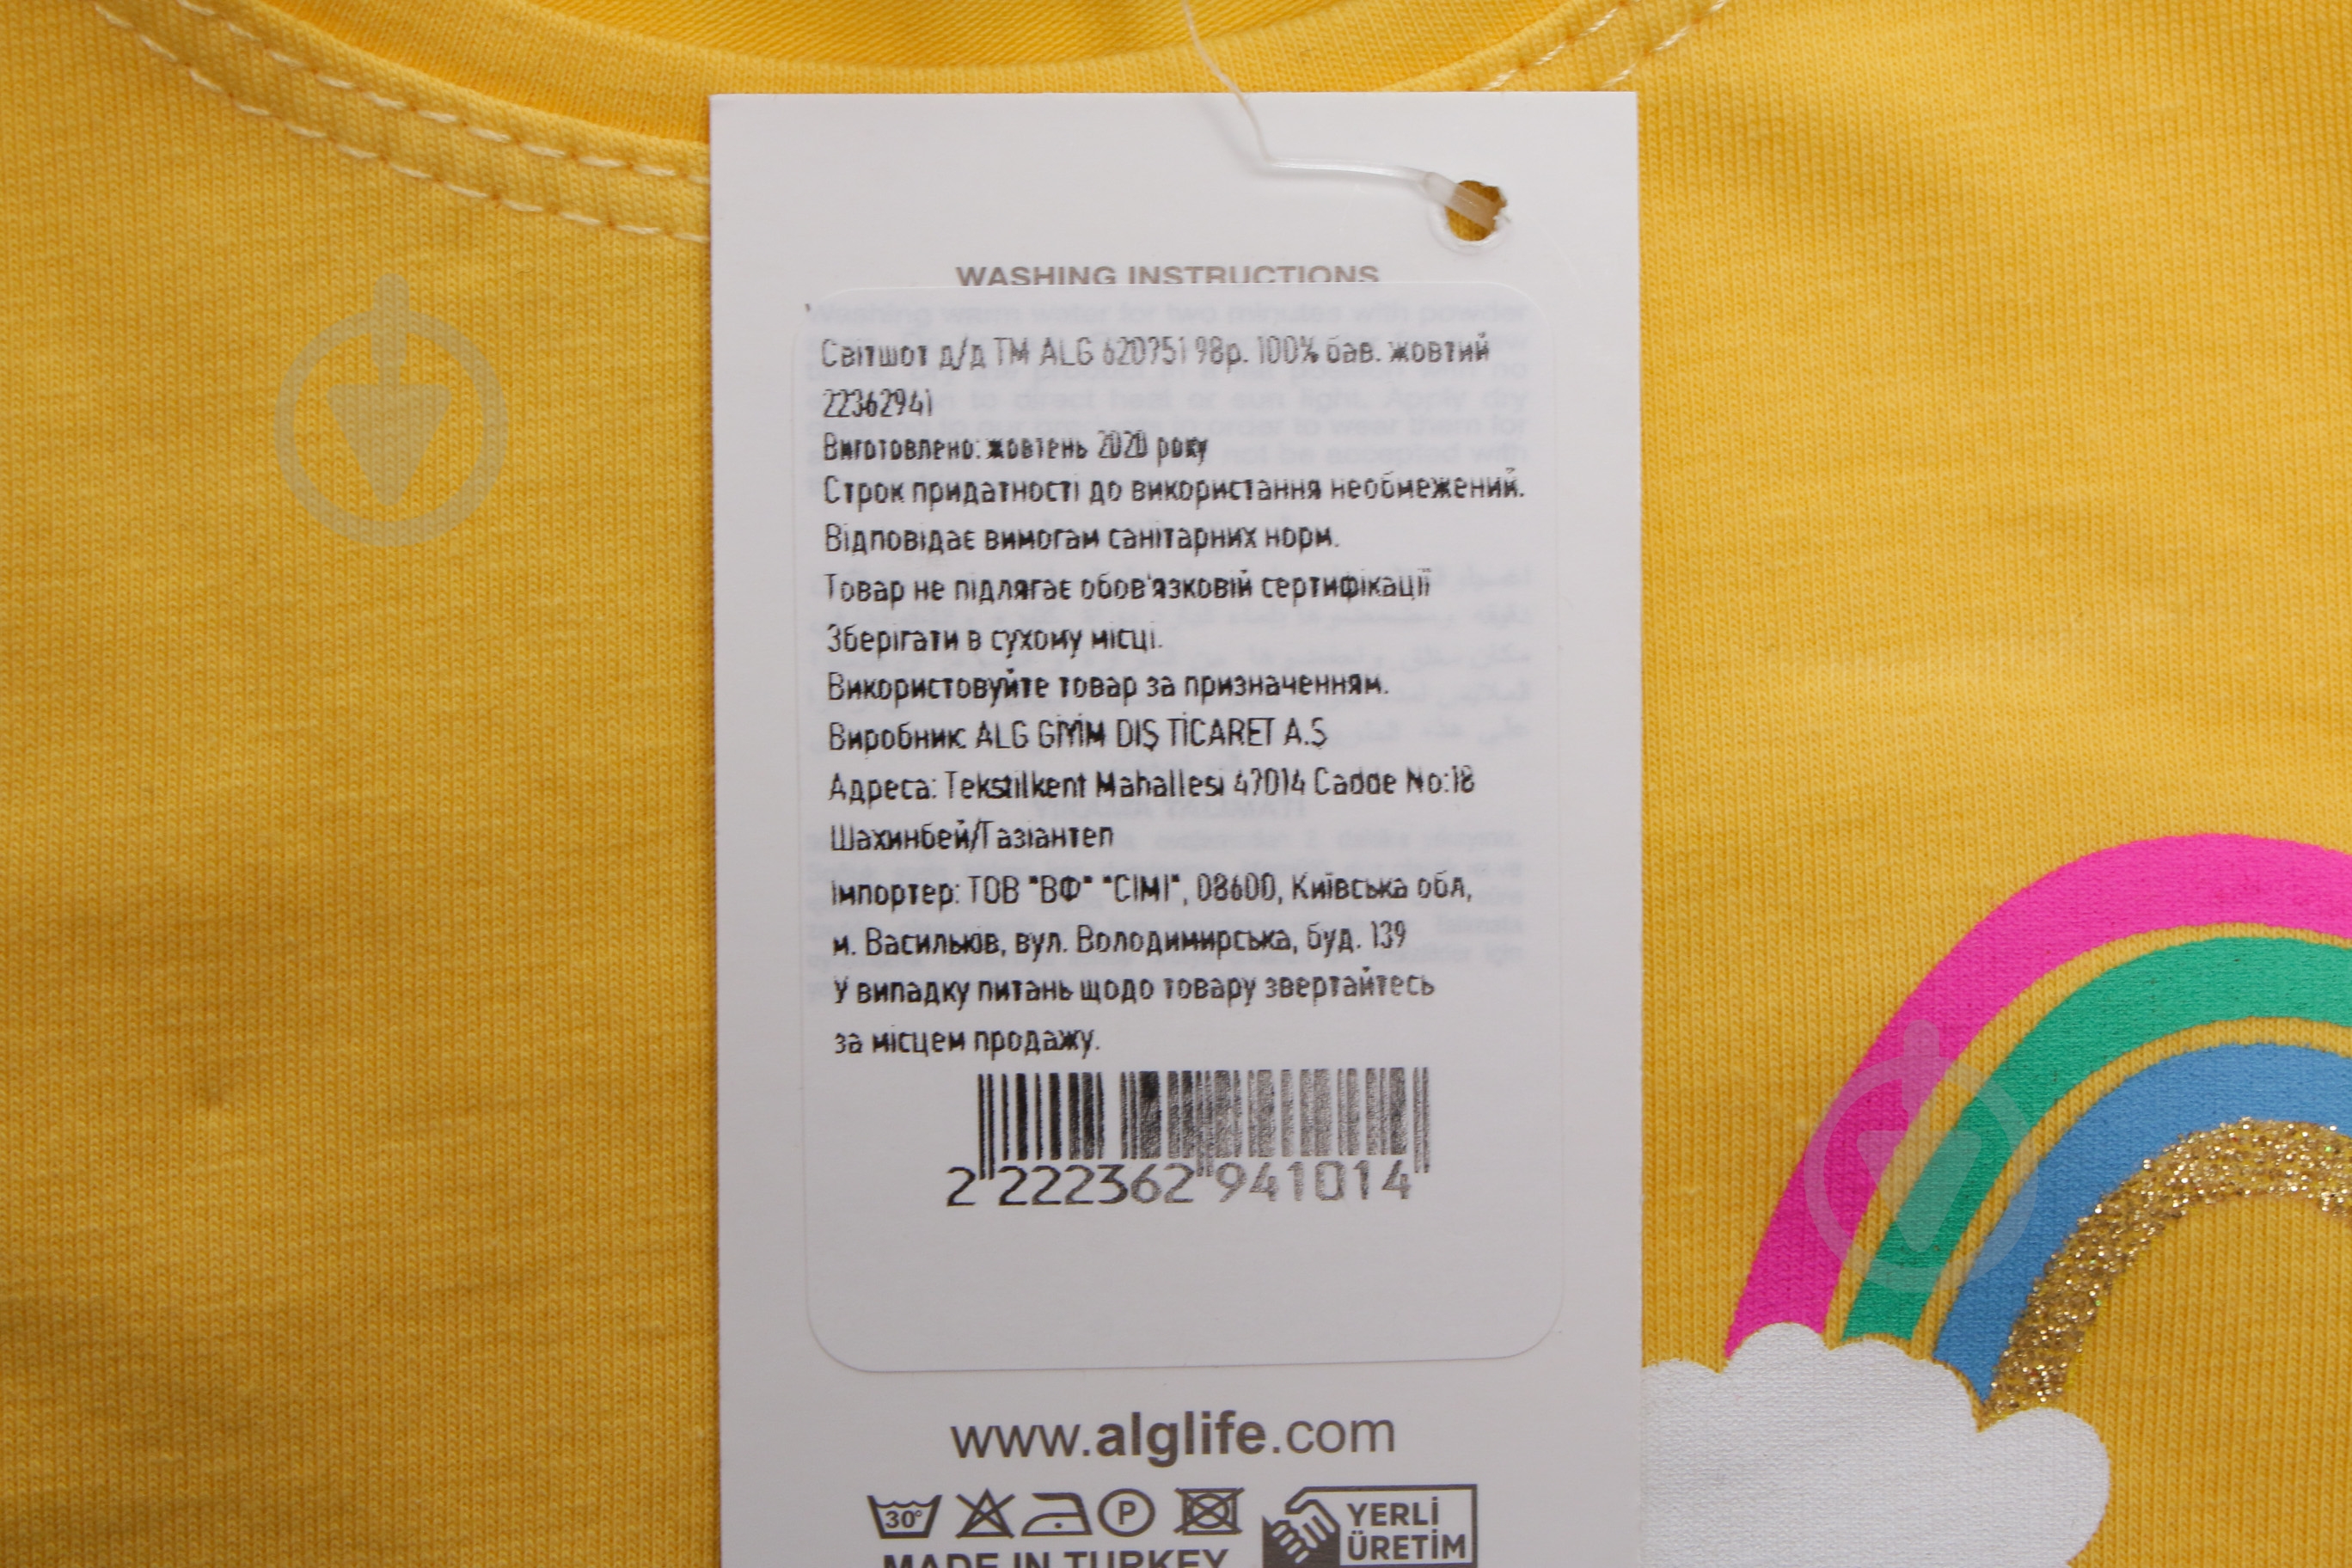 WASHING INSTRUCTIONS
Світшот д/д ТМ ALG 620751 98р. 100% бав. жовтий
22362941
Виготовлено: жовтень 2020 року
Строк придатності до використання необмежений.
Відповідає вимогам санітарних норм.
Товар не підлягає обов'язковій сертифікації
Зберігати в сухому місці.
Використовуйте товар за призначенням.
Виробник: ALG GİYİM DIŞ TİCARET A.Ş
Адреса: Tekstilkent Mahallesi 47014 Cadde No:18
Шахинбей/Газіантеп
Імпортер: ТОВ "ВФ" "СІМІ", 08600, Київська обл,
м. Васильків, вул. Володимирська, буд. 139
У випадку питань щодо товару звертайтесь
за місцем продажу.
2 222362 941014
www.alglife.com
30° P
YERLİ
ÜRETİM
MADE IN TURKEY